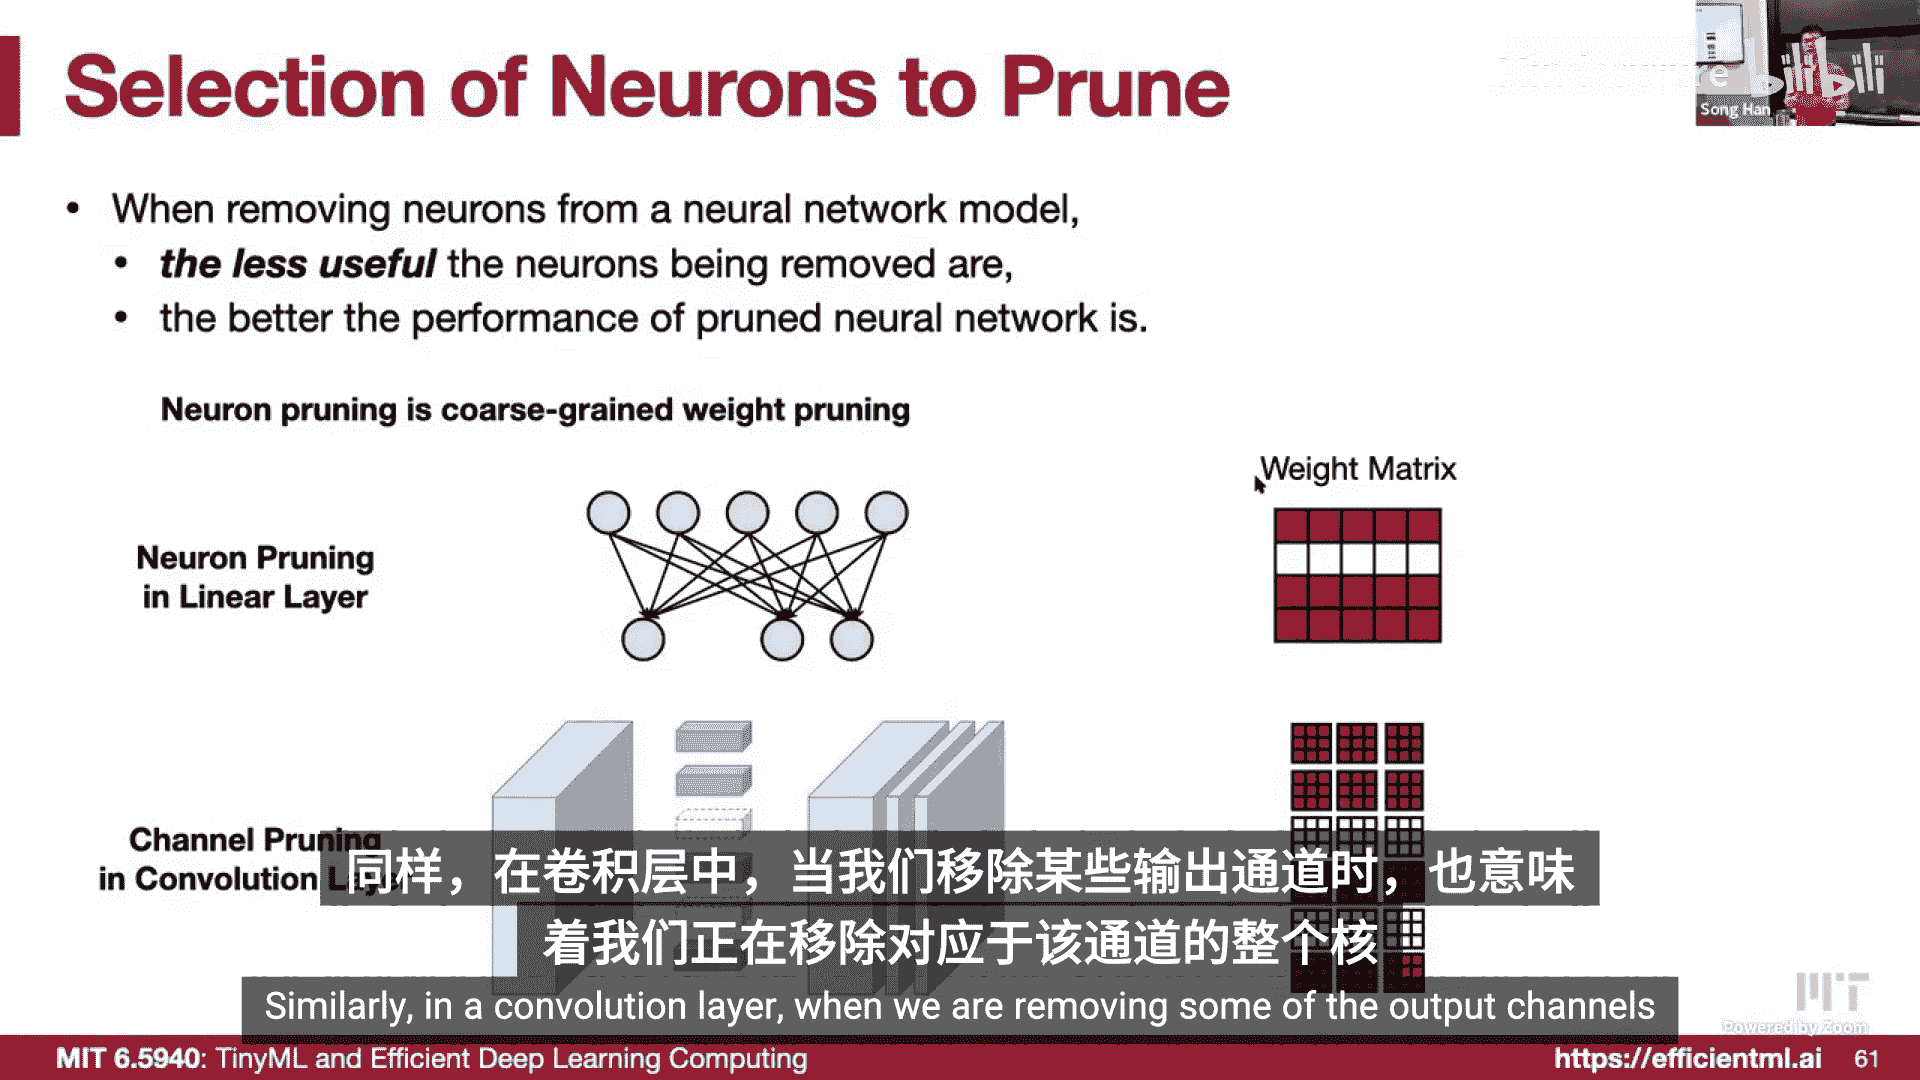 Selection of Neurons to Prune
bilibili
Song Han
• When removing neurons from a neural network model,
• the less useful the neurons being removed are,
• the better the performance of pruned neural network is.
Neuron pruning is coarse-grained weight pruning
Weight Matrix
Neuron Pruning
in Linear Layer
Channel Pruning
in Convolution
同样，在卷积层中，当我们移除某些输出通道时，也意味
着我们正在移除对应于该通道的整个核
Similarly, in a convolution layer, when we are removing some of the output channels
MIT
Powered by Zoom
MIT 6.5940: TinyML and Efficient Deep Learning Computing
https://efficientml.ai 61